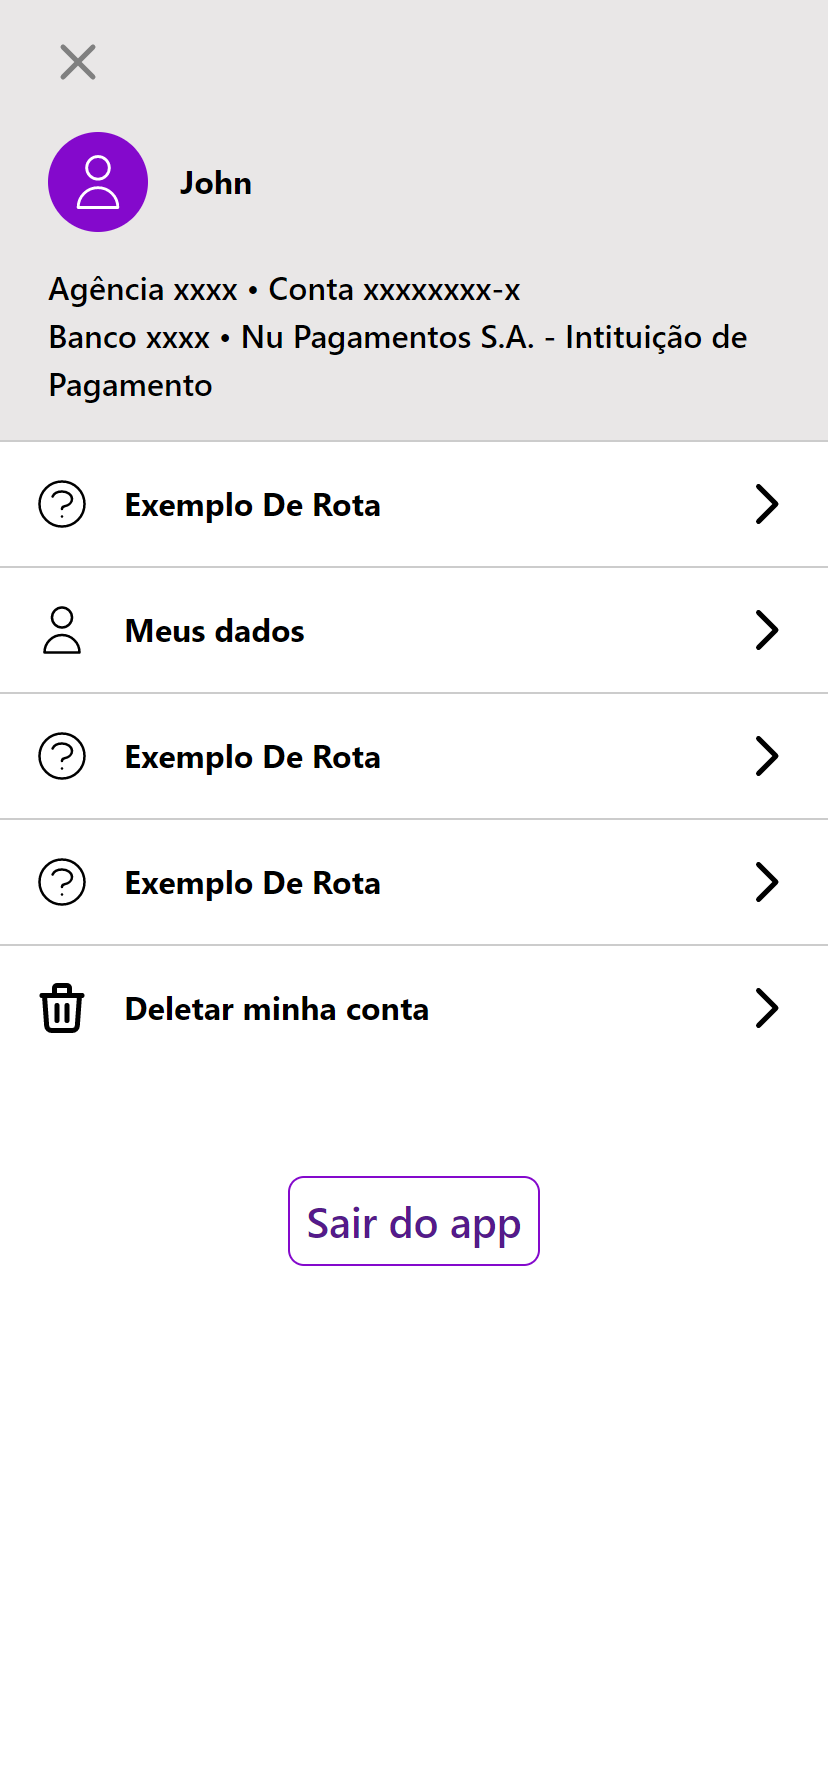 John
Agência xxxx • Conta xxxxxxxx-x
Banco xxxx • Nu Pagamentos S.A. - Intituição de
Pagamento
Exemplo De Rota
Meus dados
Exemplo De Rota
Exemplo De Rota
Deletar minha conta
Sair do app